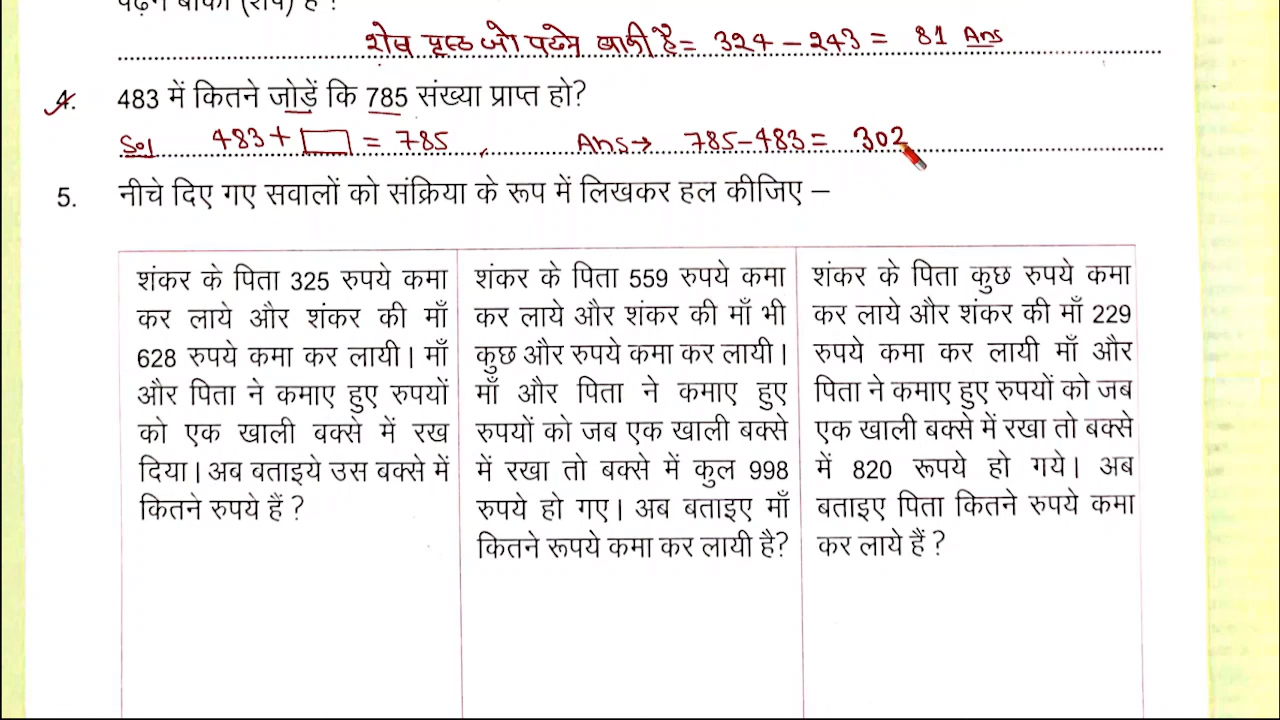 पढ़ने बाकी (शेष) है ?
शेष पृष्ठ जो पढने बाकी है = 324 – 243 = 81 Ans
4. 483 में कितने जोड़ें कि 785 संख्या प्राप्त हो?
Sol 483 + □ = 785 , Ans → 785 – 483 = 302
5. नीचे दिए गए सवालों को संक्रिया के रूप में लिखकर हल कीजिए –
शंकर के पिता 325 रुपये कमा
कर लाये और शंकर की माँ
628 रुपये कमा कर लायी। माँ
और पिता ने कमाए हुए रुपयों
को एक खाली बक्से में रख
दिया। अब बताइये उस बक्से में
कितने रुपये हैं ?
शंकर के पिता 559 रुपये कमा
कर लाये और शंकर की माँ भी
कुछ और रुपये कमा कर लायी।
माँ और पिता ने कमाए हुए
रुपयों को जब एक खाली बक्से
में रखा तो बक्से में कुल 998
रुपये हो गए। अब बताइए माँ
कितने रूपये कमा कर लायी है?
शंकर के पिता कुछ रुपये कमा
कर लाये और शंकर की माँ 229
रुपये कमा कर लायी माँ और
पिता ने कमाए हुए रुपयों को जब
एक खाली बक्से में रखा तो बक्से
में 820 रूपये हो गये। अब
बताइए पिता कितने रुपये कमा
कर लाये हैं ?